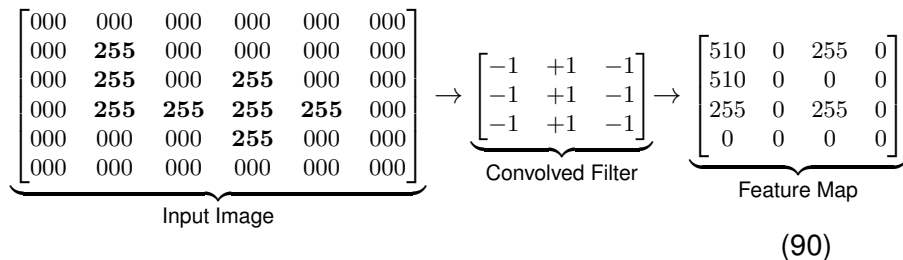 000 000 000 000 000 000
000 255 000 000 000 000
000 255 000 255 000 000
000 255 255 255 255 000
000 000 000 255 000 000
000 000 000 000 000 000
Input Image
→
−1 +1 −1
−1 +1 −1
−1 +1 −1
Convolved Filter
→
510 0 255 0
510 0 0 0
255 0 255 0
0 0 0 0
Feature Map
(90)